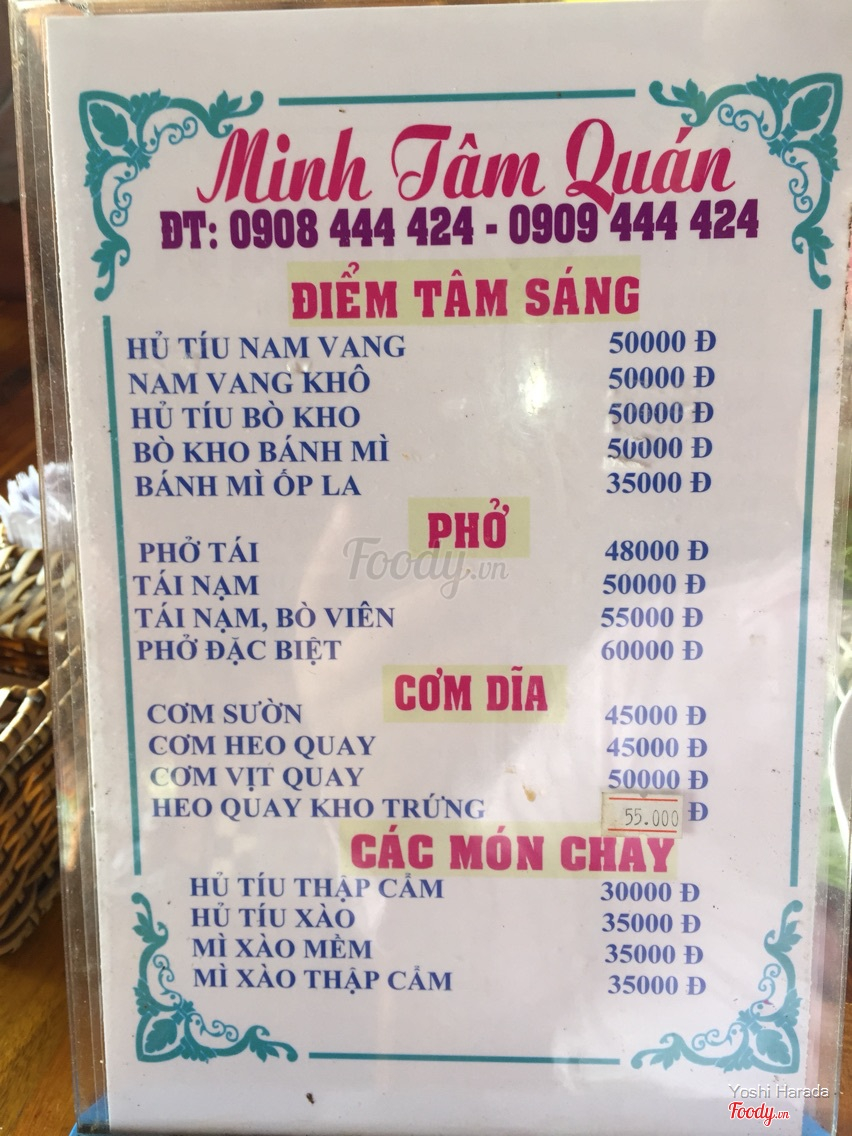 Minh Tâm Quán
ĐT: 0908 444 424 - 0909 444 424
ĐIỂM TÂM SÁNG
HỦ TÍU NAM VANG 50000 Đ
NAM VANG KHÔ 50000 Đ
HỦ TÍU BÒ KHO 50000 Đ
BÒ KHO BÁNH MÌ 50000 Đ
BÁNH MÌ ỐP LA 35000 Đ
PHỞ
PHỞ TÁI 48000 Đ
TÁI NẠM 50000 Đ
TÁI NẠM, BÒ VIÊN 55000 Đ
PHỞ ĐẶC BIỆT 60000 Đ
Foody.vn
CƠM DĨA
CƠM SƯỜN 45000 Đ
CƠM HEO QUAY 45000 Đ
CƠM VỊT QUAY 50000 Đ
HEO QUAY KHO TRỨNG 55.000 Đ
CÁC MÓN CHAY
HỦ TÍU THẬP CẨM 30000 Đ
HỦ TÍU XÀO 35000 Đ
MÌ XÀO MỀM 35000 Đ
MÌ XÀO THẬP CẨM 35000 Đ
Yoshi Harada
Foody.vn